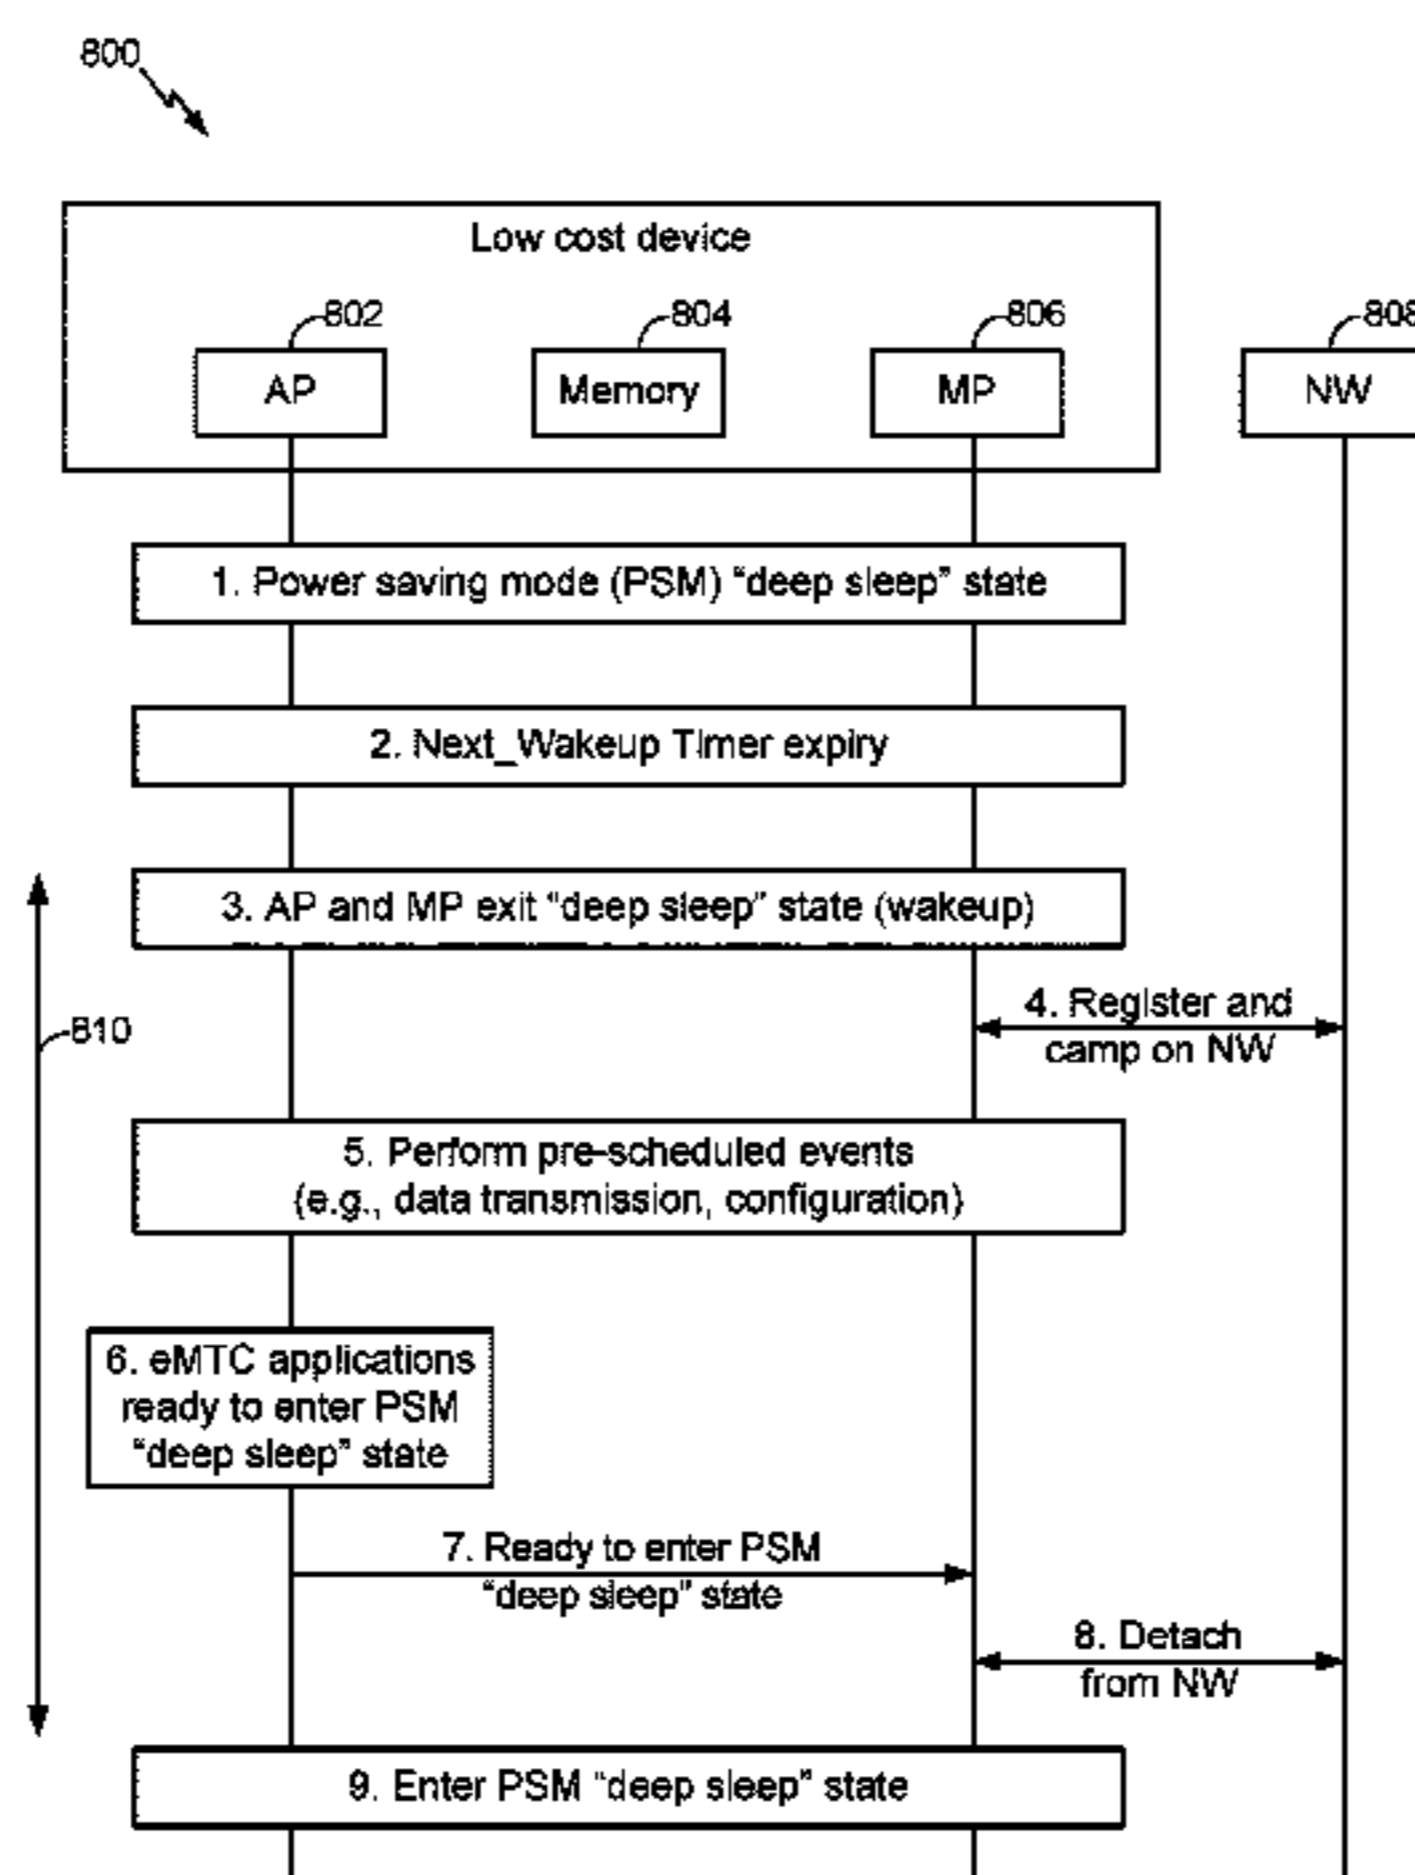 800
Low cost device
802
804
806
808
AP
Memory
MP
NW
1. Power saving mode (PSM) “deep sleep” state
2. Next_Wakeup Timer expiry
3. AP and MP exit “deep sleep” state (wakeup)
4. Register and
camp on NW
810
5. Perform pre-scheduled events
(e.g., data transmission, configuration)
6. eMTC applications
ready to enter PSM
“deep sleep” state
7. Ready to enter PSM
“deep sleep” state
8. Detach
from NW
9. Enter PSM “deep sleep” state